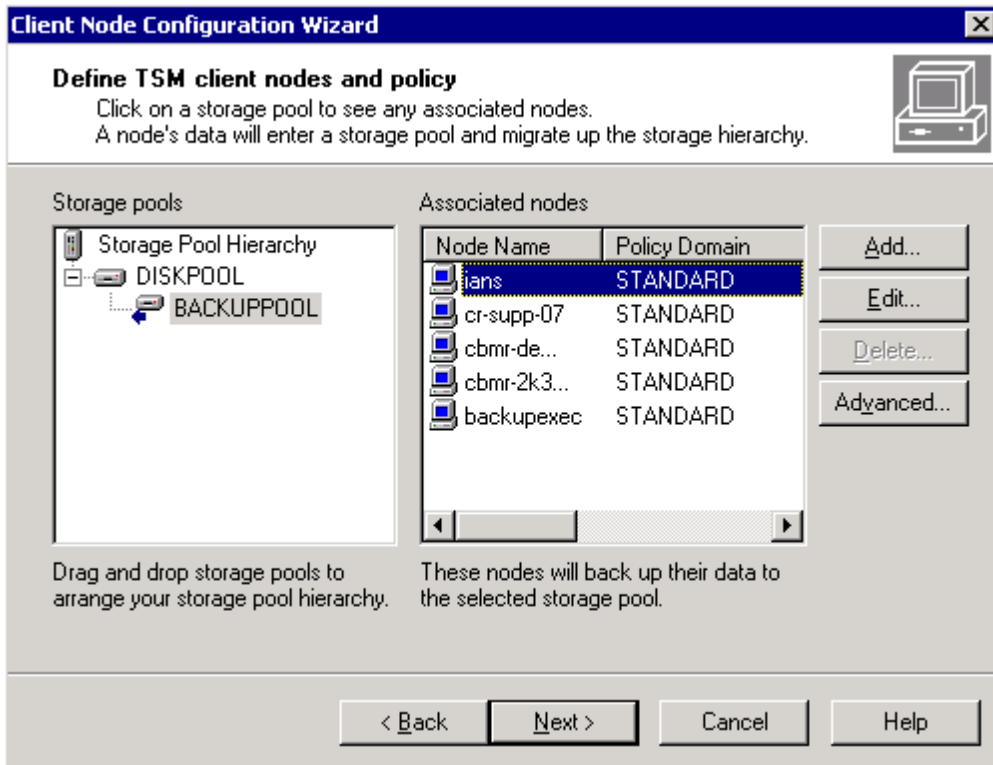 Client Node Configuration Wizard
Define TSM client nodes and policy
Click on a storage pool to see any associated nodes.
A node's data will enter a storage pool and migrate up the storage hierarchy.
Storage pools
Storage Pool Hierarchy
DISKPOOL
BACKUPPOOL
Drag and drop storage pools to
arrange your storage pool hierarchy.
Associated nodes
Node Name Policy Domain
ians STANDARD
cr-supp-07 STANDARD
cbmr-de... STANDARD
cbmr-2k3... STANDARD
backupexec STANDARD
These nodes will back up their data to
the selected storage pool.
Add...
Edit...
Delete...
Advanced...
< Back Next > Cancel Help